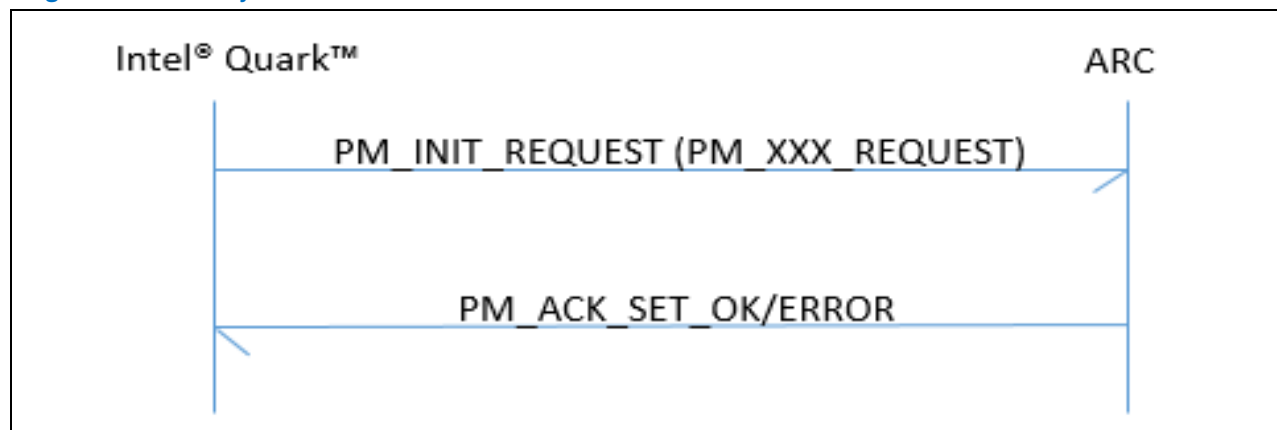 Intel® Quark™ ARC
PM_INIT_REQUEST (PM_XXX_REQUEST)
PM_ACK_SET_OK/ERROR